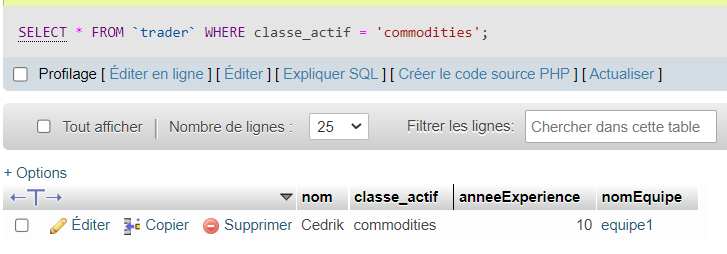 SELECT * FROM `trader` WHERE classe_actif = 'commodities';
Profilage [ Éditer en ligne ] [ Éditer ] [ Expliquer SQL ] [ Créer le code source PHP ] [ Actualiser ]
Tout afficher | Nombre de lignes : 25 Filtrer les lignes: Chercher dans cette table
+ Options
←T→ nom classe_actif anneeExperience nomEquipe
Éditer Copier Supprimer Cedrik commodities 10 equipe1